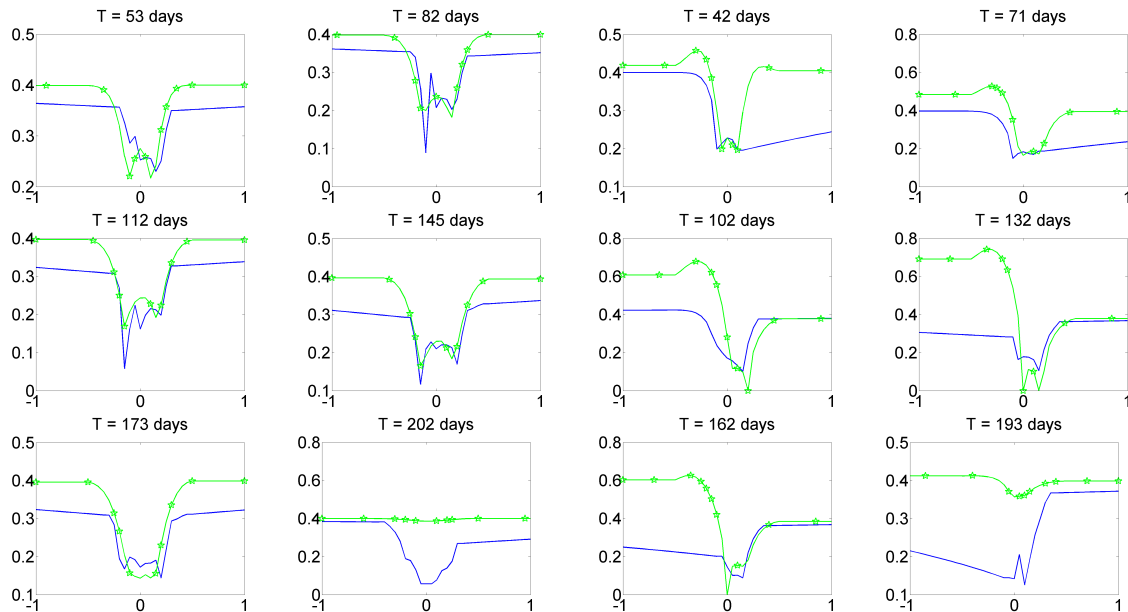 T = 53 days
T = 82 days
T = 42 days
T = 71 days
0.5
0.4
0.3
0.2
-1 0 1
0.4
0.3
0.2
0.1
0
-1 0 1
0.5
0.4
0.3
0.2
0.1
-1 0 1
0.8
0.6
0.4
0.2
0
-1 0 1
T = 112 days
T = 145 days
T = 102 days
T = 132 days
0.4
0.3
0.2
0.1
0
-1 0 1
0.5
0.4
0.3
0.2
0.1
-1 0 1
0.8
0.6
0.4
0.2
0
-1 0 1
0.8
0.6
0.4
0.2
0
-1 0 1
T = 173 days
T = 202 days
T = 162 days
T = 193 days
0.5
0.4
0.3
0.2
0.1
-1 0 1
0.8
0.6
0.4
0.2
0
-1 0 1
0.8
0.6
0.4
0.2
0
-1 0 1
0.5
0.4
0.3
0.2
0.1
-1 0 1